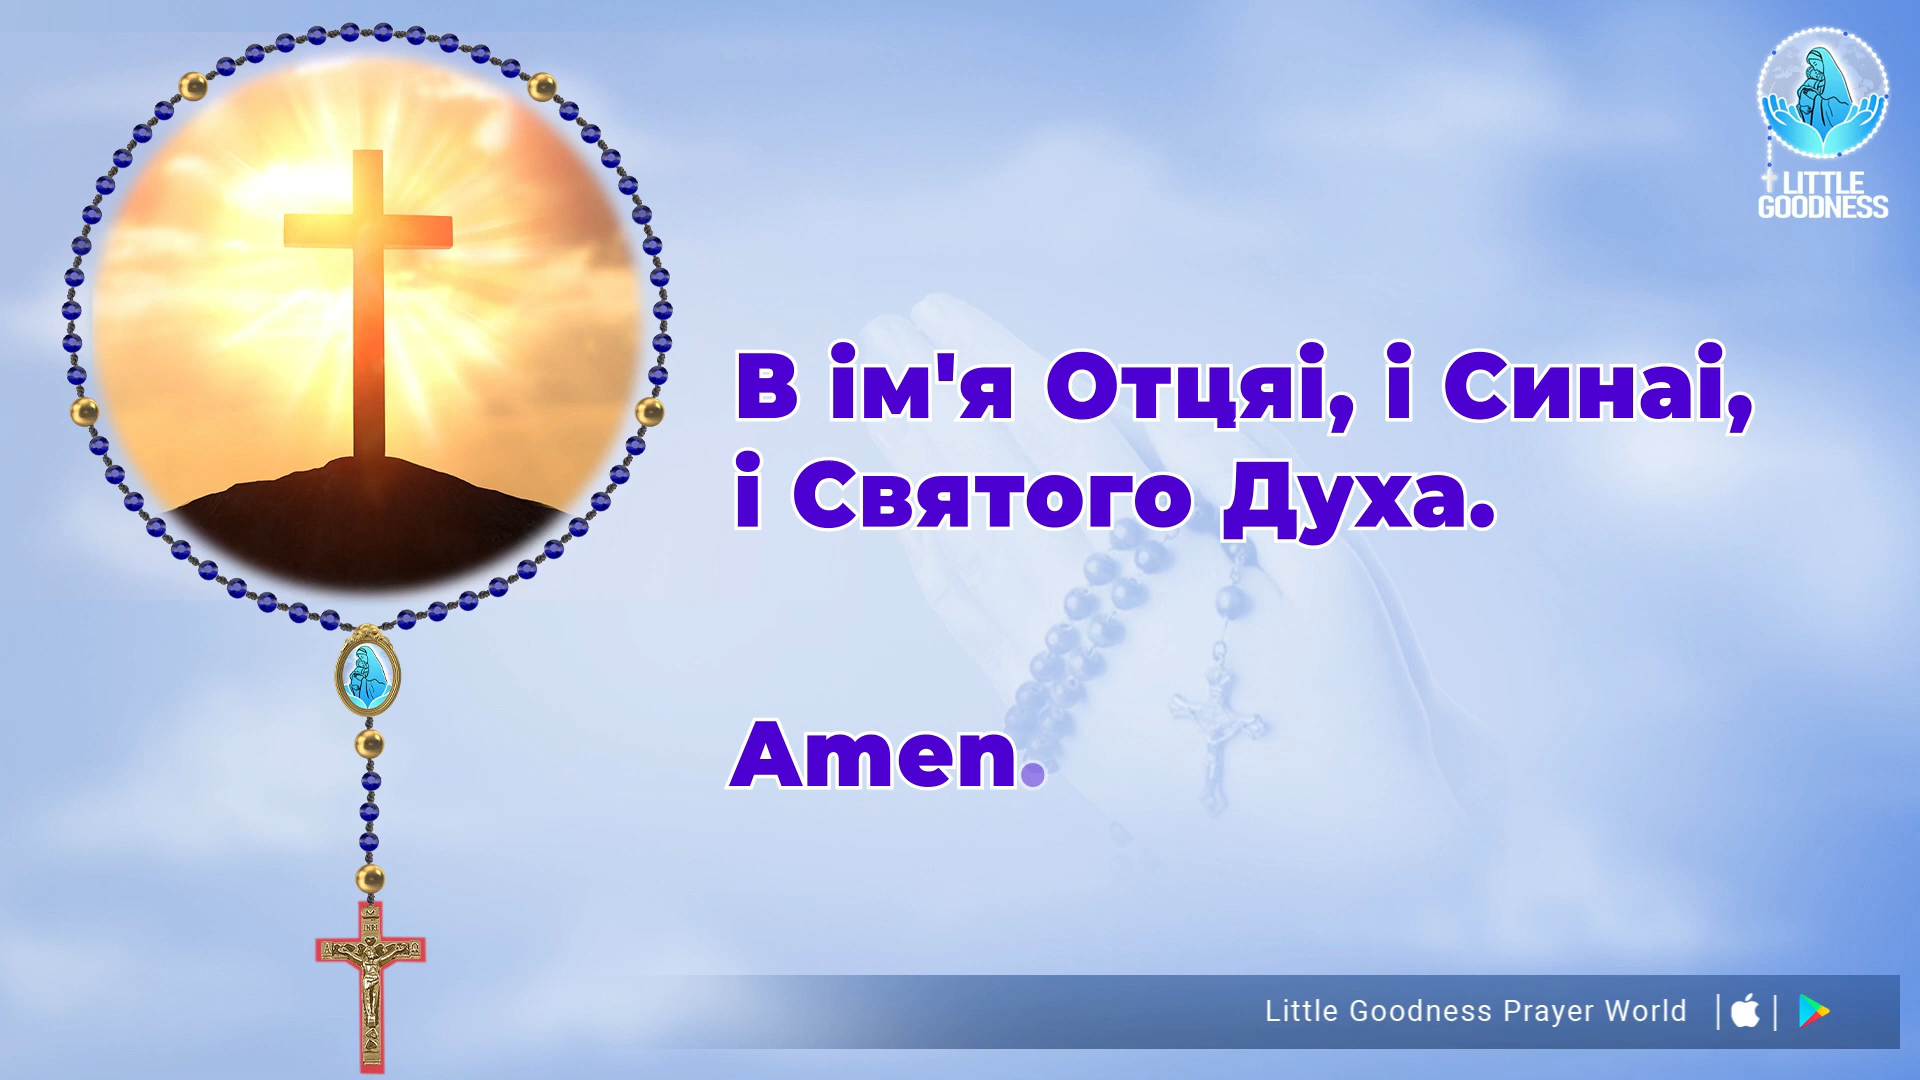 LITTLE
GOODNESS
В ім'я Отцяі, і Синаі,
і Святого Духа.
Amen.
INRI
Little Goodness Prayer World